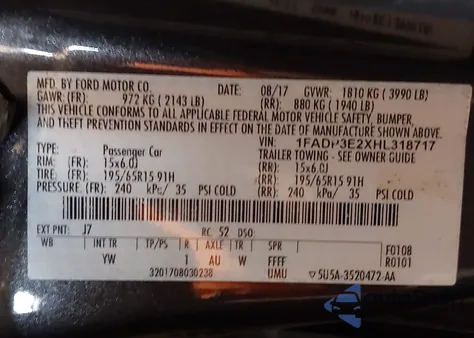 MFD. BY FORD MOTOR CO. DATE: 08/17 GVWR: 1810 KG ( 3990 LB)
GAWR: (FR): 972 KG ( 2143 LB) (RR): 880 KG ( 1940 LB)
THIS VEHICLE CONFORMS TO ALL APPLICABLE FEDERAL MOTOR VEHICLE SAFETY, BUMPER,
AND THEFT PREVENTION STANDARDS IN EFFECT ON THE DATE OF MANUFACTURE SHOWN ABOVE.
VIN: 1FADP3E2XHL318717
TYPE: Passenger Car TRAILER TOWING - SEE OWNER GUIDE
RIM: (FR): 15x6.0J (RR): 15x6.0J
TIRE: (FR): 195/65R15 91H (RR): 195/65R15 91H
PRESSURE: (FR): 240 kPa/ 35 PSI COLD (RR): 240 kPa/ 35 PSI COLD
EXT PNT: J7 RC: 52 DSO:
WB INT TR TP/PS R AXLE TR SPR F0108
YW 1 AU W FFFF R0101
3201708030238 UMU 5U5A-3520472-AA